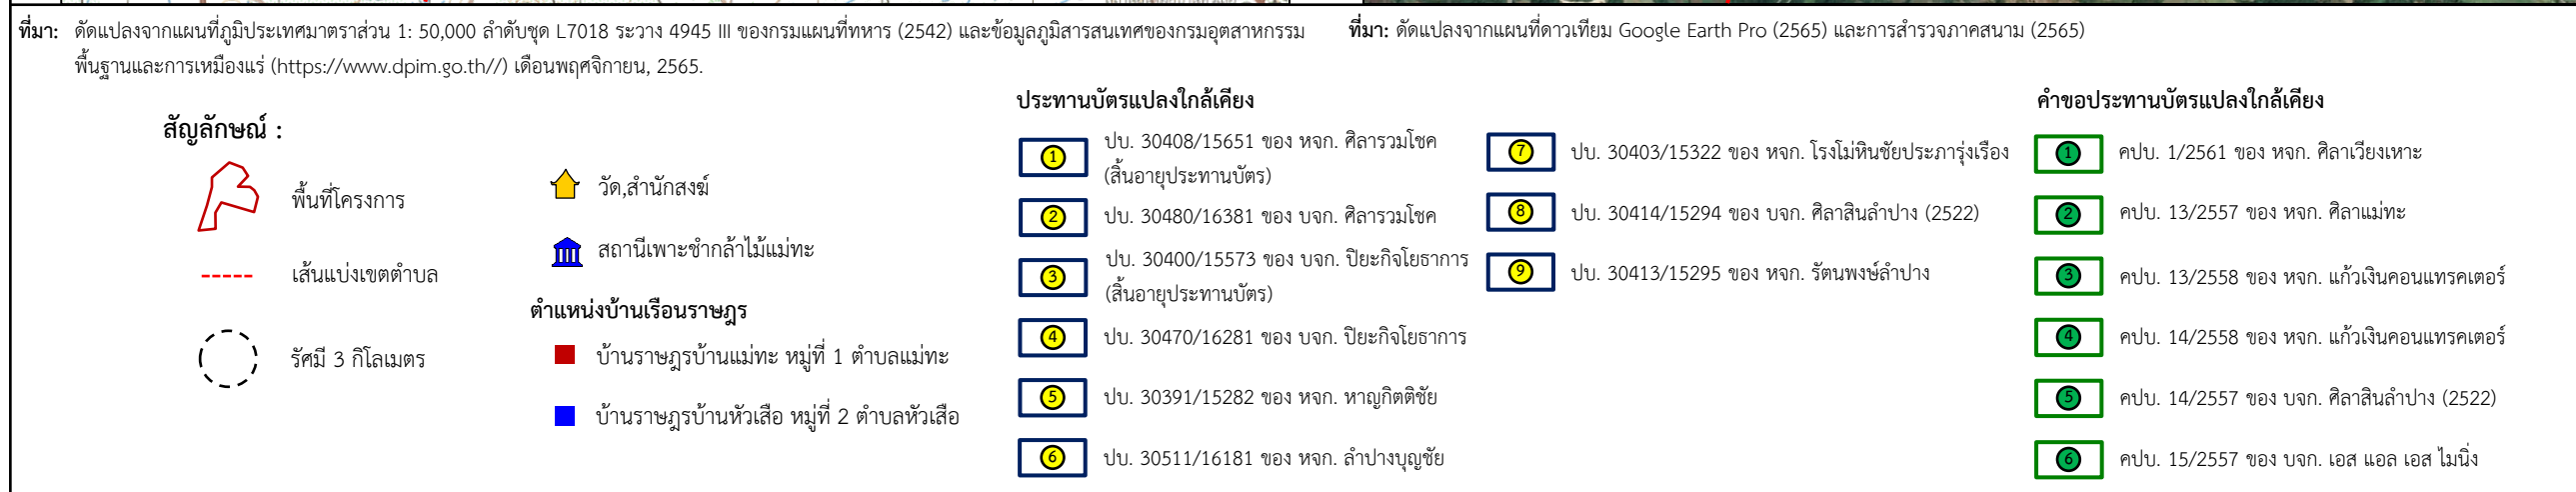 ที่มา: ดัดแปลงจากแผนที่ภูมิประเทศมาตราส่วน 1: 50,000 ลำดับชุด L7018 ระวาง 4945 III ของกรมแผนที่ทหาร (2542) และข้อมูลภูมิสารสนเทศของกรมอุตสาหกรรม
พื้นฐานและการเหมืองแร่ (https://www.dpim.go.th//) เดือนพฤศจิกายน, 2565.
ที่มา: ดัดแปลงจากแผนที่ดาวเทียม Google Earth Pro (2565) และการสำรวจภาคสนาม (2565)
สัญลักษณ์ :
พื้นที่โครงการ
เส้นแบ่งเขตตำบล
รัศมี 3 กิโลเมตร
วัด,สำนักสงฆ์
สถานีเพาะชำกล้าไม้แม่ทะ
ตำแหน่งบ้านเรือนราษฎร
บ้านราษฎรบ้านแม่ทะ หมู่ที่ 1 ตำบลแม่ทะ
บ้านราษฎรบ้านหัวเสือ หมู่ที่ 2 ตำบลหัวเสือ
ประทานบัตรแปลงใกล้เคียง
1 ปบ. 30408/15651 ของ หจก. ศิลารวมโชค
(สิ้นอายุประทานบัตร)
2 ปบ. 30480/16381 ของ บจก. ศิลารวมโชค
3 ปบ. 30400/15573 ของ บจก. ปิยะกิจโยธาการ
(สิ้นอายุประทานบัตร)
4 ปบ. 30470/16281 ของ บจก. ปิยะกิจโยธาการ
5 ปบ. 30391/15282 ของ หจก. หาญกิตติชัย
6 ปบ. 30511/16181 ของ หจก. ลำปางบุญชัย
7 ปบ. 30403/15322 ของ หจก. โรงโม่หินชัยประภารุ่งเรือง
8 ปบ. 30414/15294 ของ บจก. ศิลาสินลำปาง (2522)
9 ปบ. 30413/15295 ของ หจก. รัตนพงษ์ลำปาง
คำขอประทานบัตรแปลงใกล้เคียง
1 คปบ. 1/2561 ของ หจก. ศิลาเวียงเหาะ
2 คปบ. 13/2557 ของ หจก. ศิลาแม่ทะ
3 คปบ. 13/2558 ของ หจก. แก้วเงินคอนแทรคเตอร์
4 คปบ. 14/2558 ของ หจก. แก้วเงินคอนแทรคเตอร์
5 คปบ. 14/2557 ของ บจก. ศิลาสินลำปาง (2522)
6 คปบ. 15/2557 ของ บจก. เอส แอล เอส ไมนิ่ง